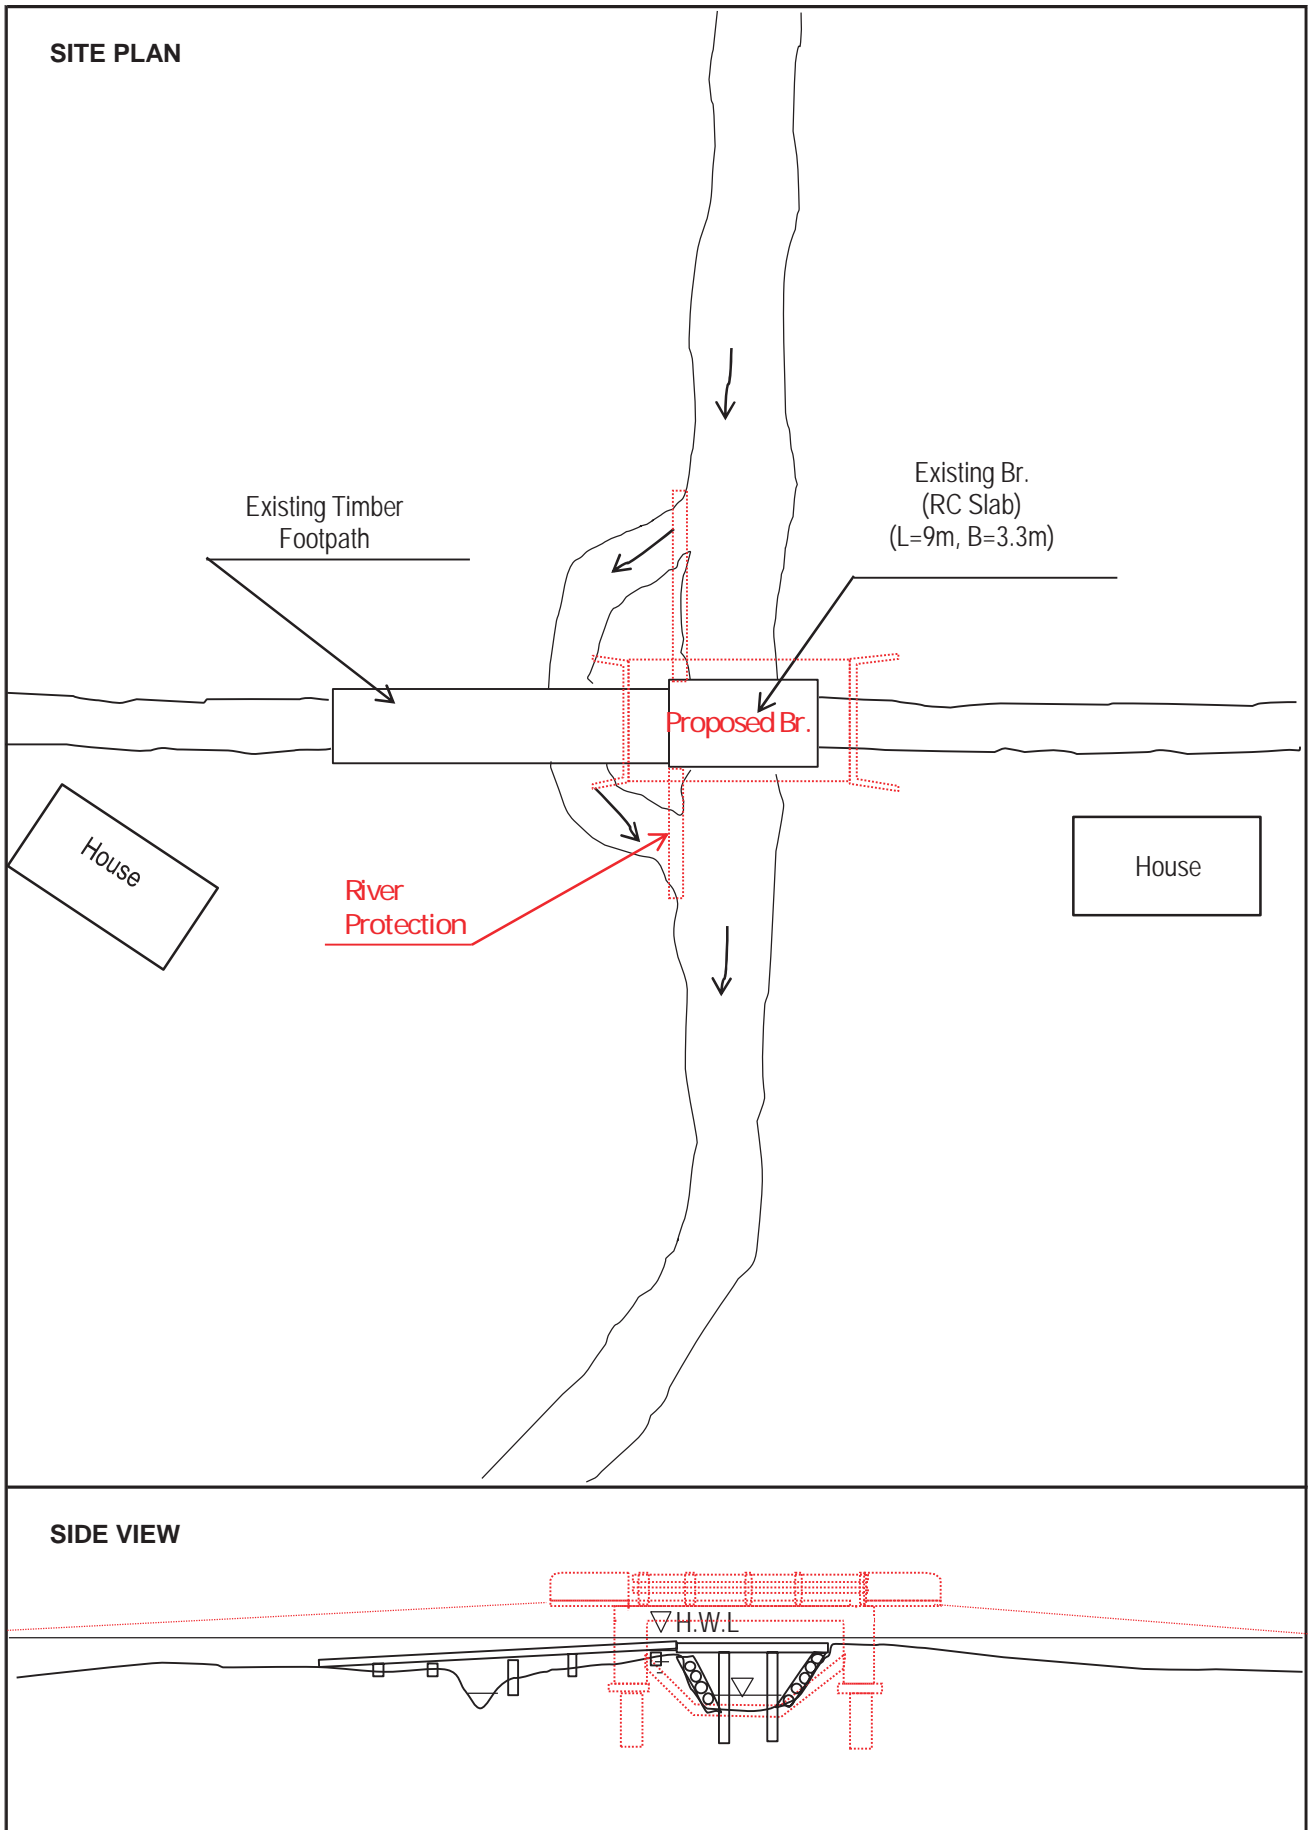 SITE PLAN
Existing Br.
(RC Slab)
(L=9m, B=3.3m)
Existing Timber
Footpath
Proposed Br.
House
House
River
Protection
SIDE VIEW
H.W.L